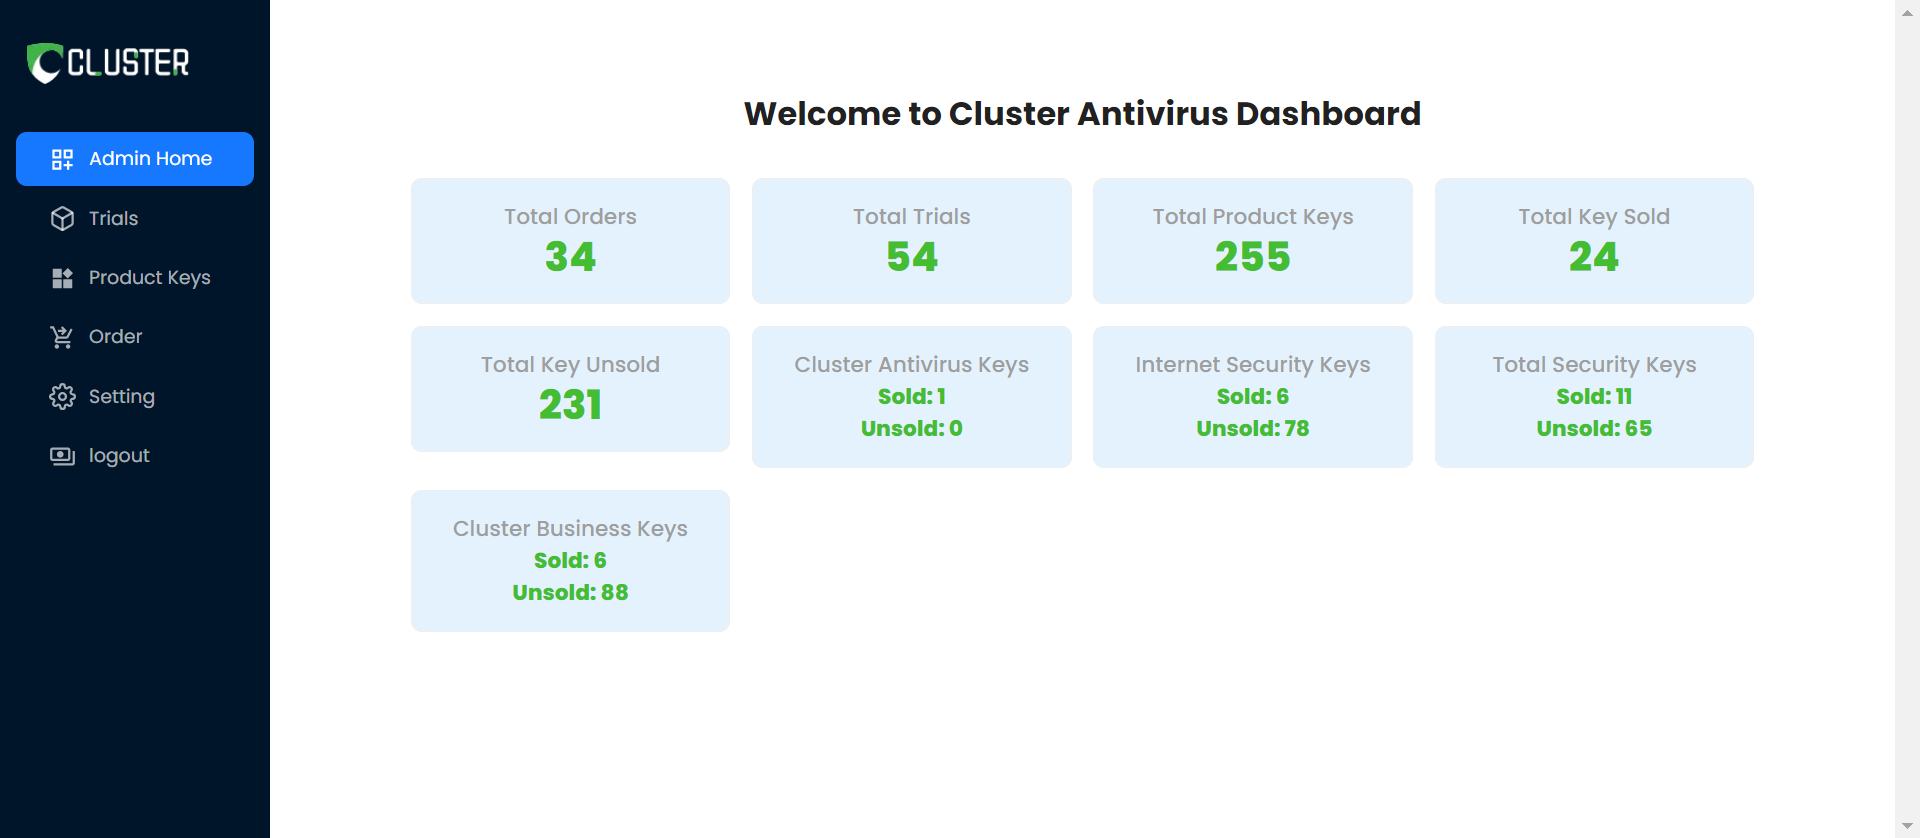 CLUSTER
Admin Home
Trials
Product Keys
Order
Setting
logout
Welcome to Cluster Antivirus Dashboard
Total Orders
34
Total Trials
54
Total Product Keys
255
Total Key Sold
24
Total Key Unsold
231
Cluster Antivirus Keys
Sold: 1
Unsold: 0
Internet Security Keys
Sold: 6
Unsold: 78
Total Security Keys
Sold: 11
Unsold: 65
Cluster Business Keys
Sold: 6
Unsold: 88